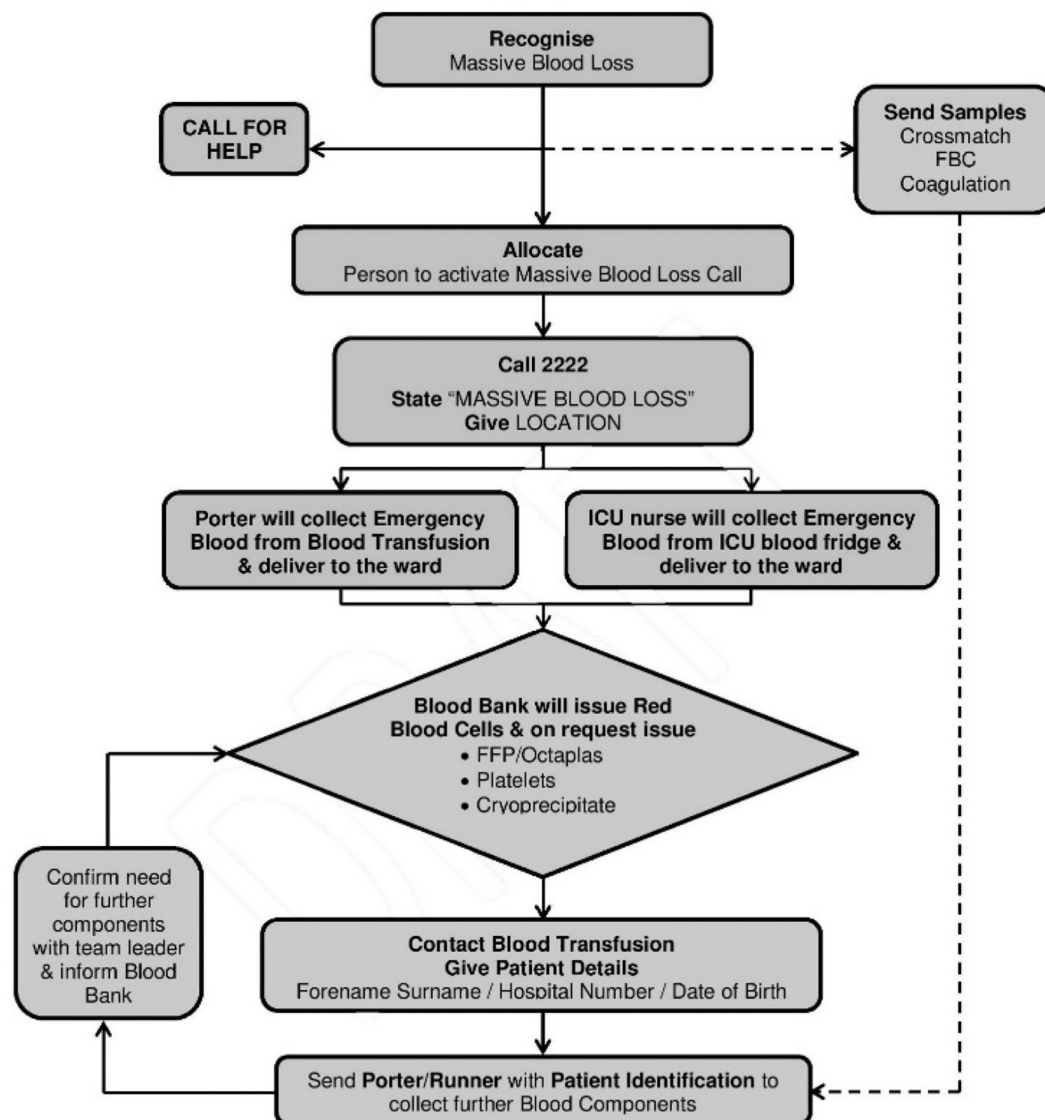 Recognise
Massive Blood Loss
CALL FOR
HELP
Send Samples
Crossmatch
FBC
Coagulation
Allocate
Person to activate Massive Blood Loss Call
Call 2222
State “MASSIVE BLOOD LOSS”
Give LOCATION
Porter will collect Emergency
Blood from Blood Transfusion
& deliver to the ward
ICU nurse will collect Emergency
Blood from ICU blood fridge &
deliver to the ward
Blood Bank will issue Red
Blood Cells & on request issue
• FFP/Octaplas
• Platelets
• Cryoprecipitate
Confirm need
for further
components
with team leader
& inform Blood
Bank
Contact Blood Transfusion
Give Patient Details
Forename Surname / Hospital Number / Date of Birth
Send Porter/Runner with Patient Identification to
collect further Blood Components
DRAFT